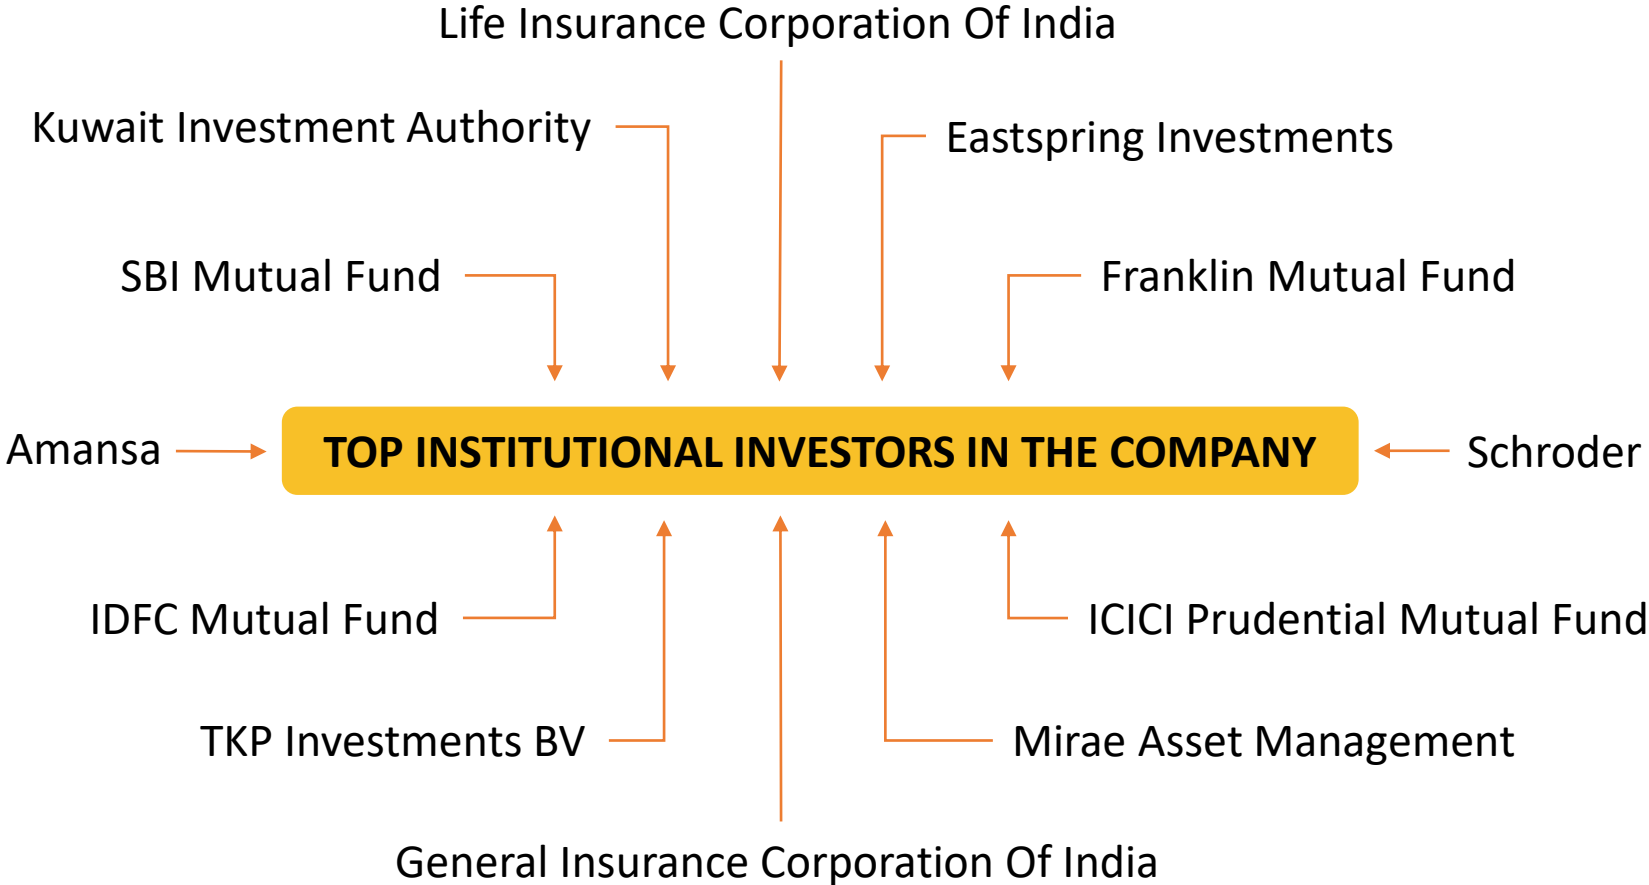 Life Insurance Corporation Of India
Kuwait Investment Authority
Eastspring Investments
SBI Mutual Fund
Franklin Mutual Fund
Amansa
TOP INSTITUTIONAL INVESTORS IN THE COMPANY
Schroder
IDFC Mutual Fund
ICICI Prudential Mutual Fund
TKP Investments BV
Mirae Asset Management
General Insurance Corporation Of India